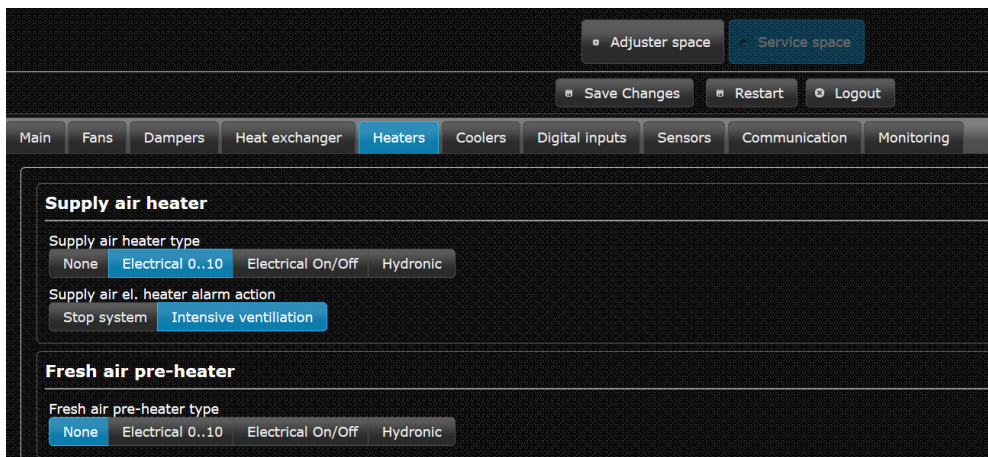 Adjuster space Service space
Save Changes Restart Logout
Main Fans Dampers Heat exchanger Heaters Coolers Digital inputs Sensors Communication Monitoring
Supply air heater
Supply air heater type
None Electrical 0..10 Electrical On/Off Hydronic
Supply air el. heater alarm action
Stop system Intensive ventiliation
Fresh air pre-heater
Fresh air pre-heater type
None Electrical 0..10 Electrical On/Off Hydronic